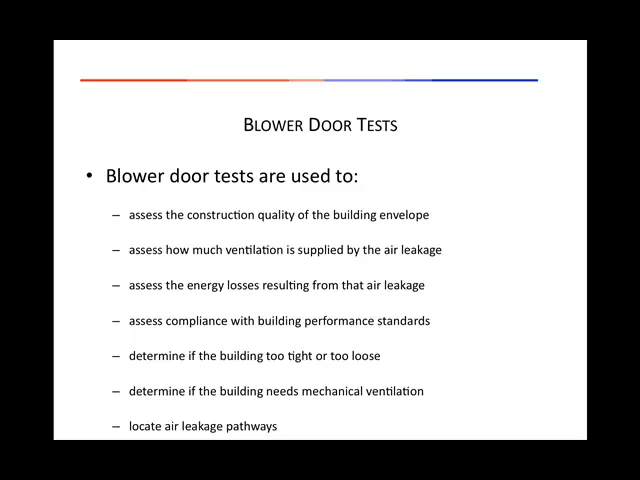 BLOWER DOOR TESTS
• Blower door tests are used to:
– assess the construction quality of the building envelope
– assess how much ventilation is supplied by the air leakage
– assess the energy losses resulting from that air leakage
– assess compliance with building performance standards
– determine if the building too tight or too loose
– determine if the building needs mechanical ventilation
– locate air leakage pathways